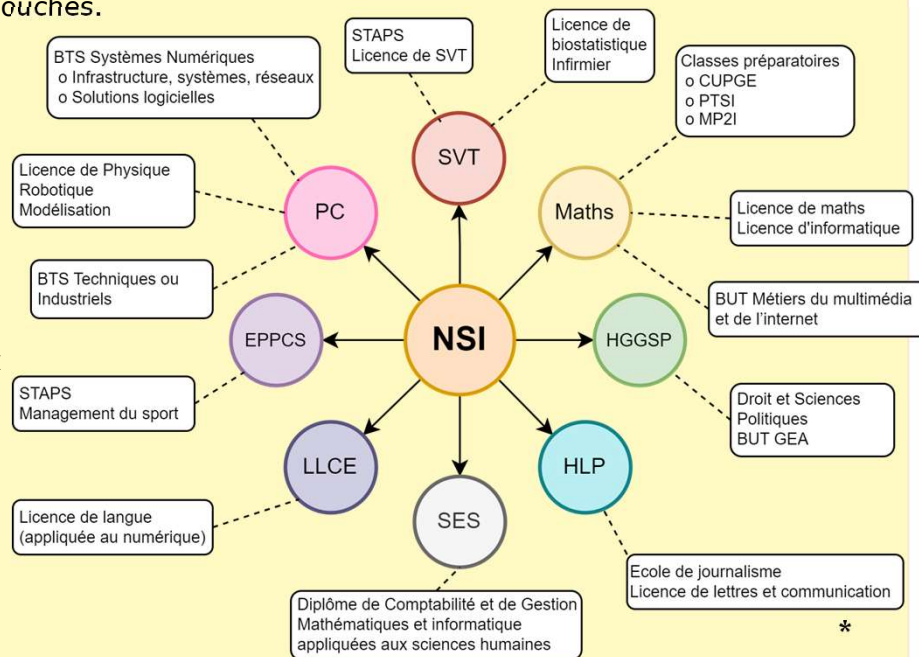 ouches.
BTS Systèmes Numériques
o Infrastructure, systèmes, réseaux
o Solutions logicielles
STAPS
Licence de SVT
Licence de
biostatistique
Infirmier
Classes préparatoires
o CUPGE
o PTSI
o MP2I
SVT
Licence de Physique
Robotique
Modélisation
PC
Maths
Licence de maths
Licence d'informatique
BTS Techniques ou
Industriels
BUT Métiers du multimédia
et de l'internet
EPPCS
NSI
HGGSP
STAPS
Management du sport
Droit et Sciences
Politiques
BUT GEA
LLCE
HLP
SES
Licence de langue
(appliquée au numérique)
Ecole de journalisme
Licence de lettres et communication
Diplôme de Comptabilité et de Gestion
Mathématiques et informatique
appliquées aux sciences humaines
*